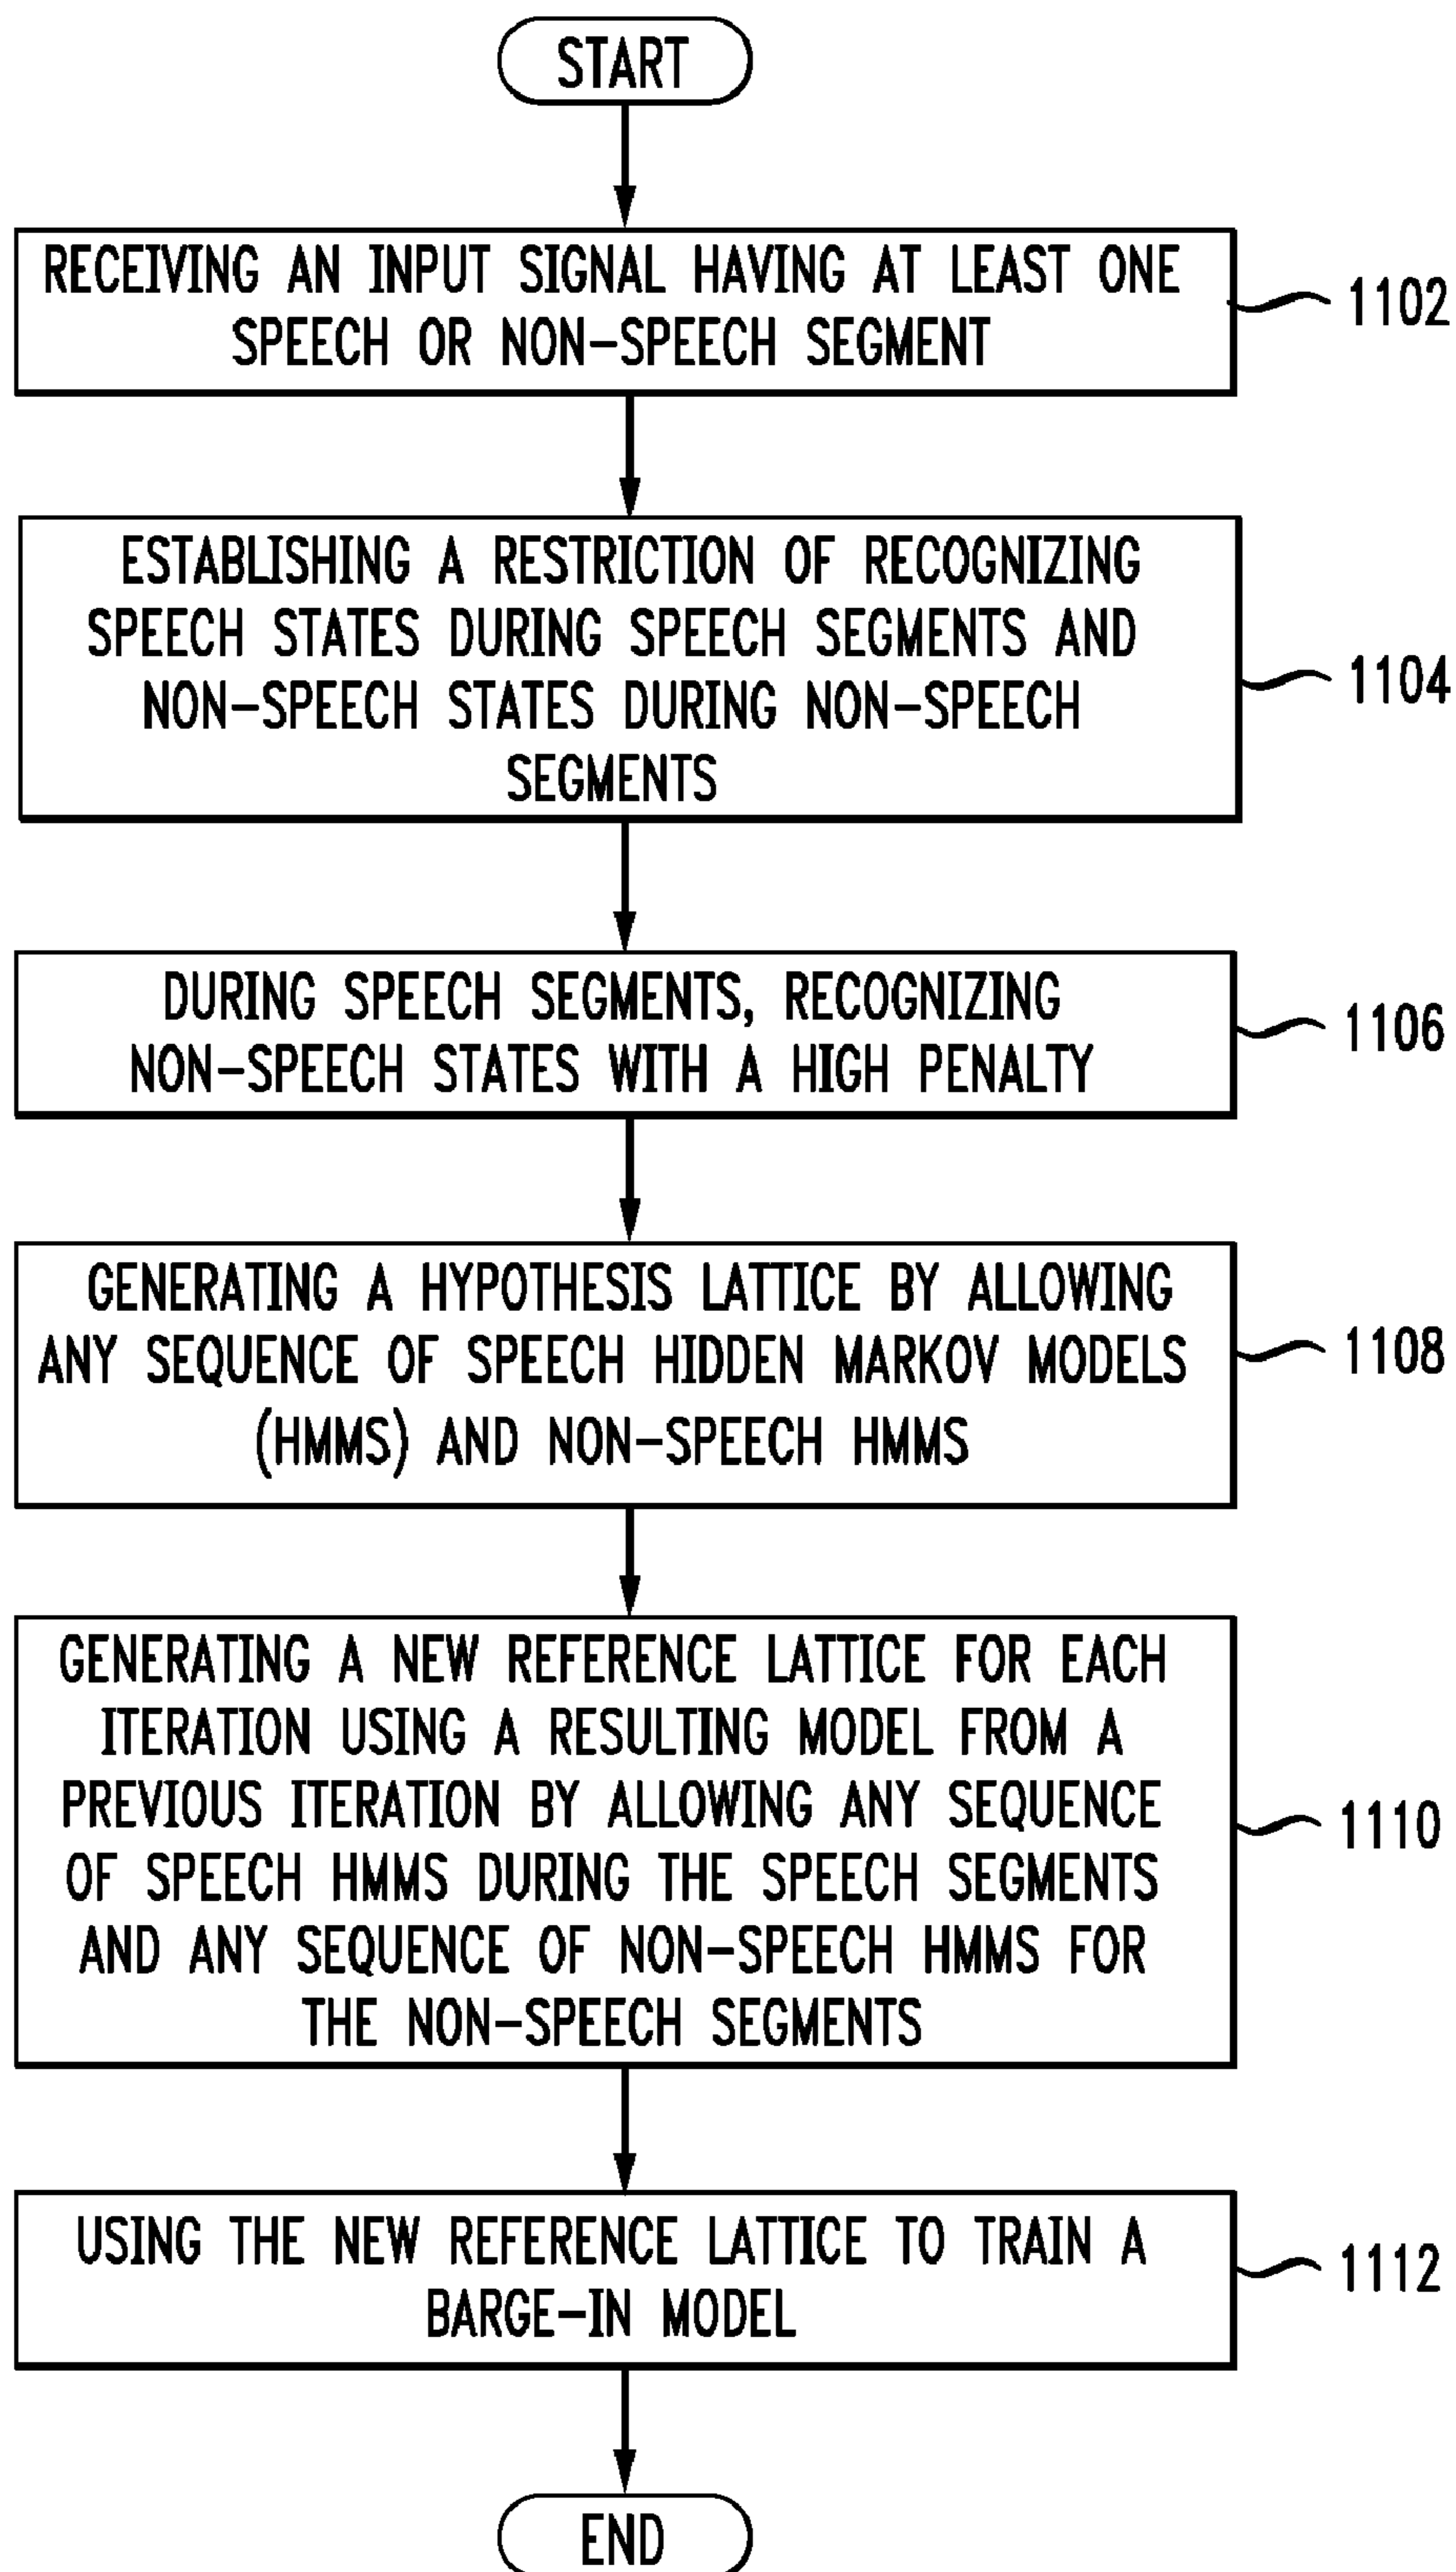 START
RECEIVING AN INPUT SIGNAL HAVING AT LEAST ONE
SPEECH OR NON-SPEECH SEGMENT
1102
ESTABLISHING A RESTRICTION OF RECOGNIZING
SPEECH STATES DURING SPEECH SEGMENTS AND
NON-SPEECH STATES DURING NON-SPEECH
SEGMENTS
1104
DURING SPEECH SEGMENTS, RECOGNIZING
NON-SPEECH STATES WITH A HIGH PENALTY
1106
GENERATING A HYPOTHESIS LATTICE BY ALLOWING
ANY SEQUENCE OF SPEECH HIDDEN MARKOV MODELS
(HMMS) AND NON-SPEECH HMMS
1108
GENERATING A NEW REFERENCE LATTICE FOR EACH
ITERATION USING A RESULTING MODEL FROM A
PREVIOUS ITERATION BY ALLOWING ANY SEQUENCE
OF SPEECH HMMS DURING THE SPEECH SEGMENTS
AND ANY SEQUENCE OF NON-SPEECH HMMS FOR
THE NON-SPEECH SEGMENTS
1110
USING THE NEW REFERENCE LATTICE TO TRAIN A
BARGE-IN MODEL
1112
END